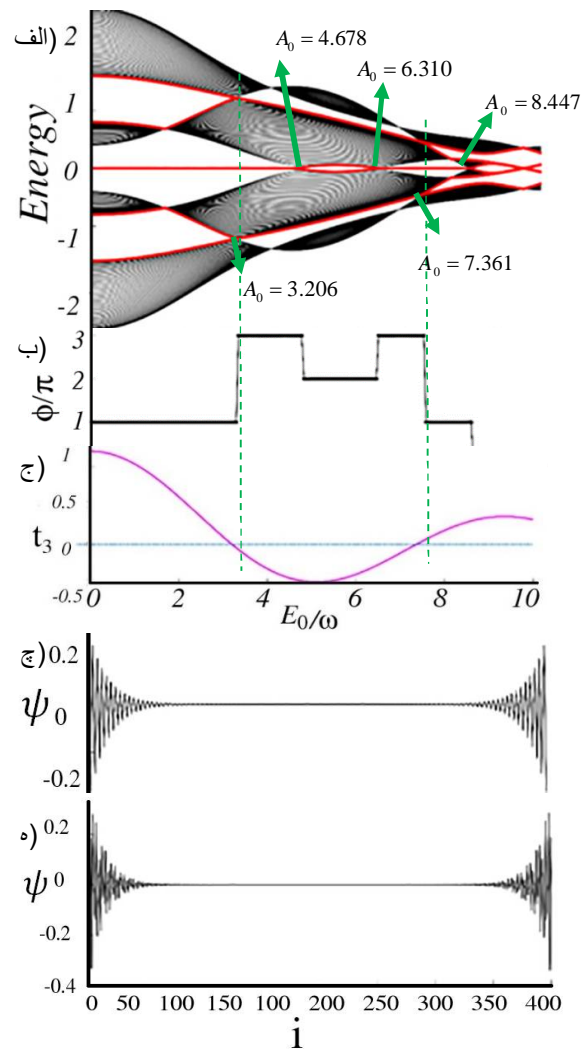 الف)
2
1
0
-1
-2
Energy
A₀ = 4.678
A₀ = 6.310
A₀ = 8.447
A₀ = 7.361
A₀ = 3.206
ب)
3
2
1
ϕ/π
ج)
1
0.5
0
-0.5
t₃
0 2 4 6 8 10
E₀/ω
چ)
0.2
-0.2
ψ₀
ه)
0.2
-0.2
-0.4
ψ⁰
0 50 100 150 200 250 300 350 400
i